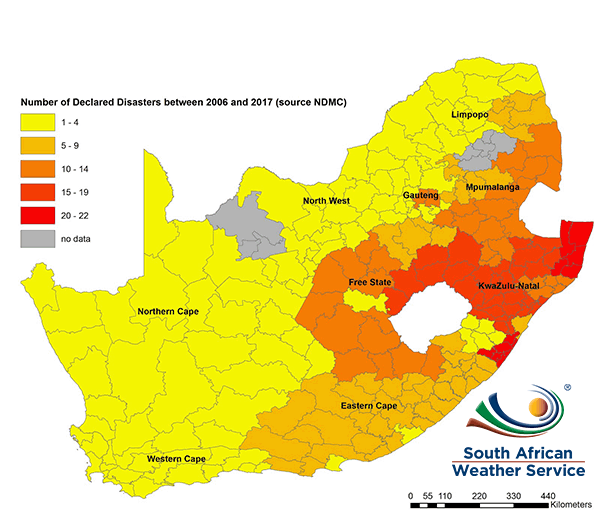 Number of Declared Disasters between 2006 and 2017 (source NDMC)
1 - 4
5 - 9
10 - 14
15 - 19
20 - 22
no data
Limpopo
Mpumalanga
Gauteng
North West
Free State
KwaZulu-Natal
Northern Cape
Eastern Cape
Western Cape
®
South African
Weather Service
0 55 110 220 330 440
Kilometers